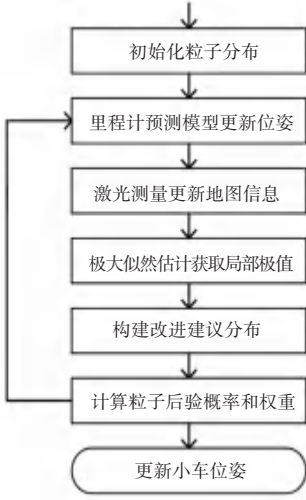 初始化粒子分布
里程计预测模型更新位姿
激光测量更新地图信息
极大似然估计获取局部极值
构建改进建议分布
计算粒子后验概率和权重
更新小车位姿